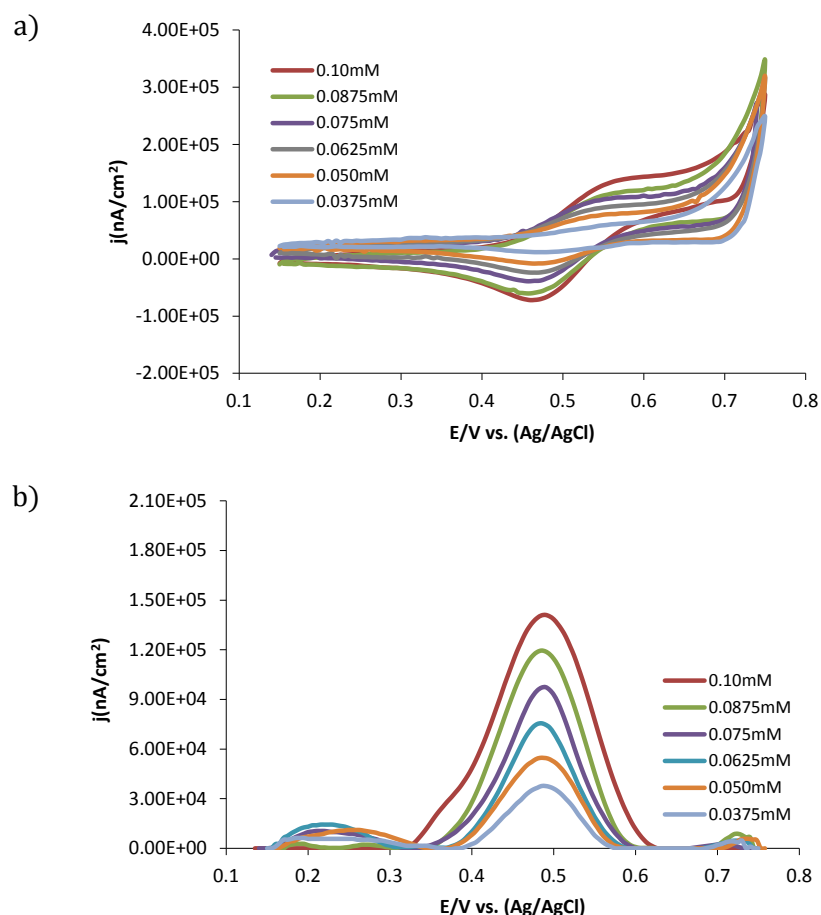 a)
4.00E+05
3.00E+05
2.00E+05
1.00E+05
0.00E+00
-1.00E+05
-2.00E+05
j(nA/cm²)
0.10mM
0.0875mM
0.075mM
0.0625mM
0.050mM
0.0375mM
0.1 0.2 0.3 0.4 0.5 0.6 0.7 0.8
E/V vs. (Ag/AgCl)
b)
2.10E+05
1.80E+05
1.50E+05
1.20E+05
9.00E+04
6.00E+04
3.00E+04
0.00E+00
j(nA/cm²)
0.10mM
0.0875mM
0.075mM
0.0625mM
0.050mM
0.0375mM
0.1 0.2 0.3 0.4 0.5 0.6 0.7 0.8
E/V vs. (Ag/AgCl)